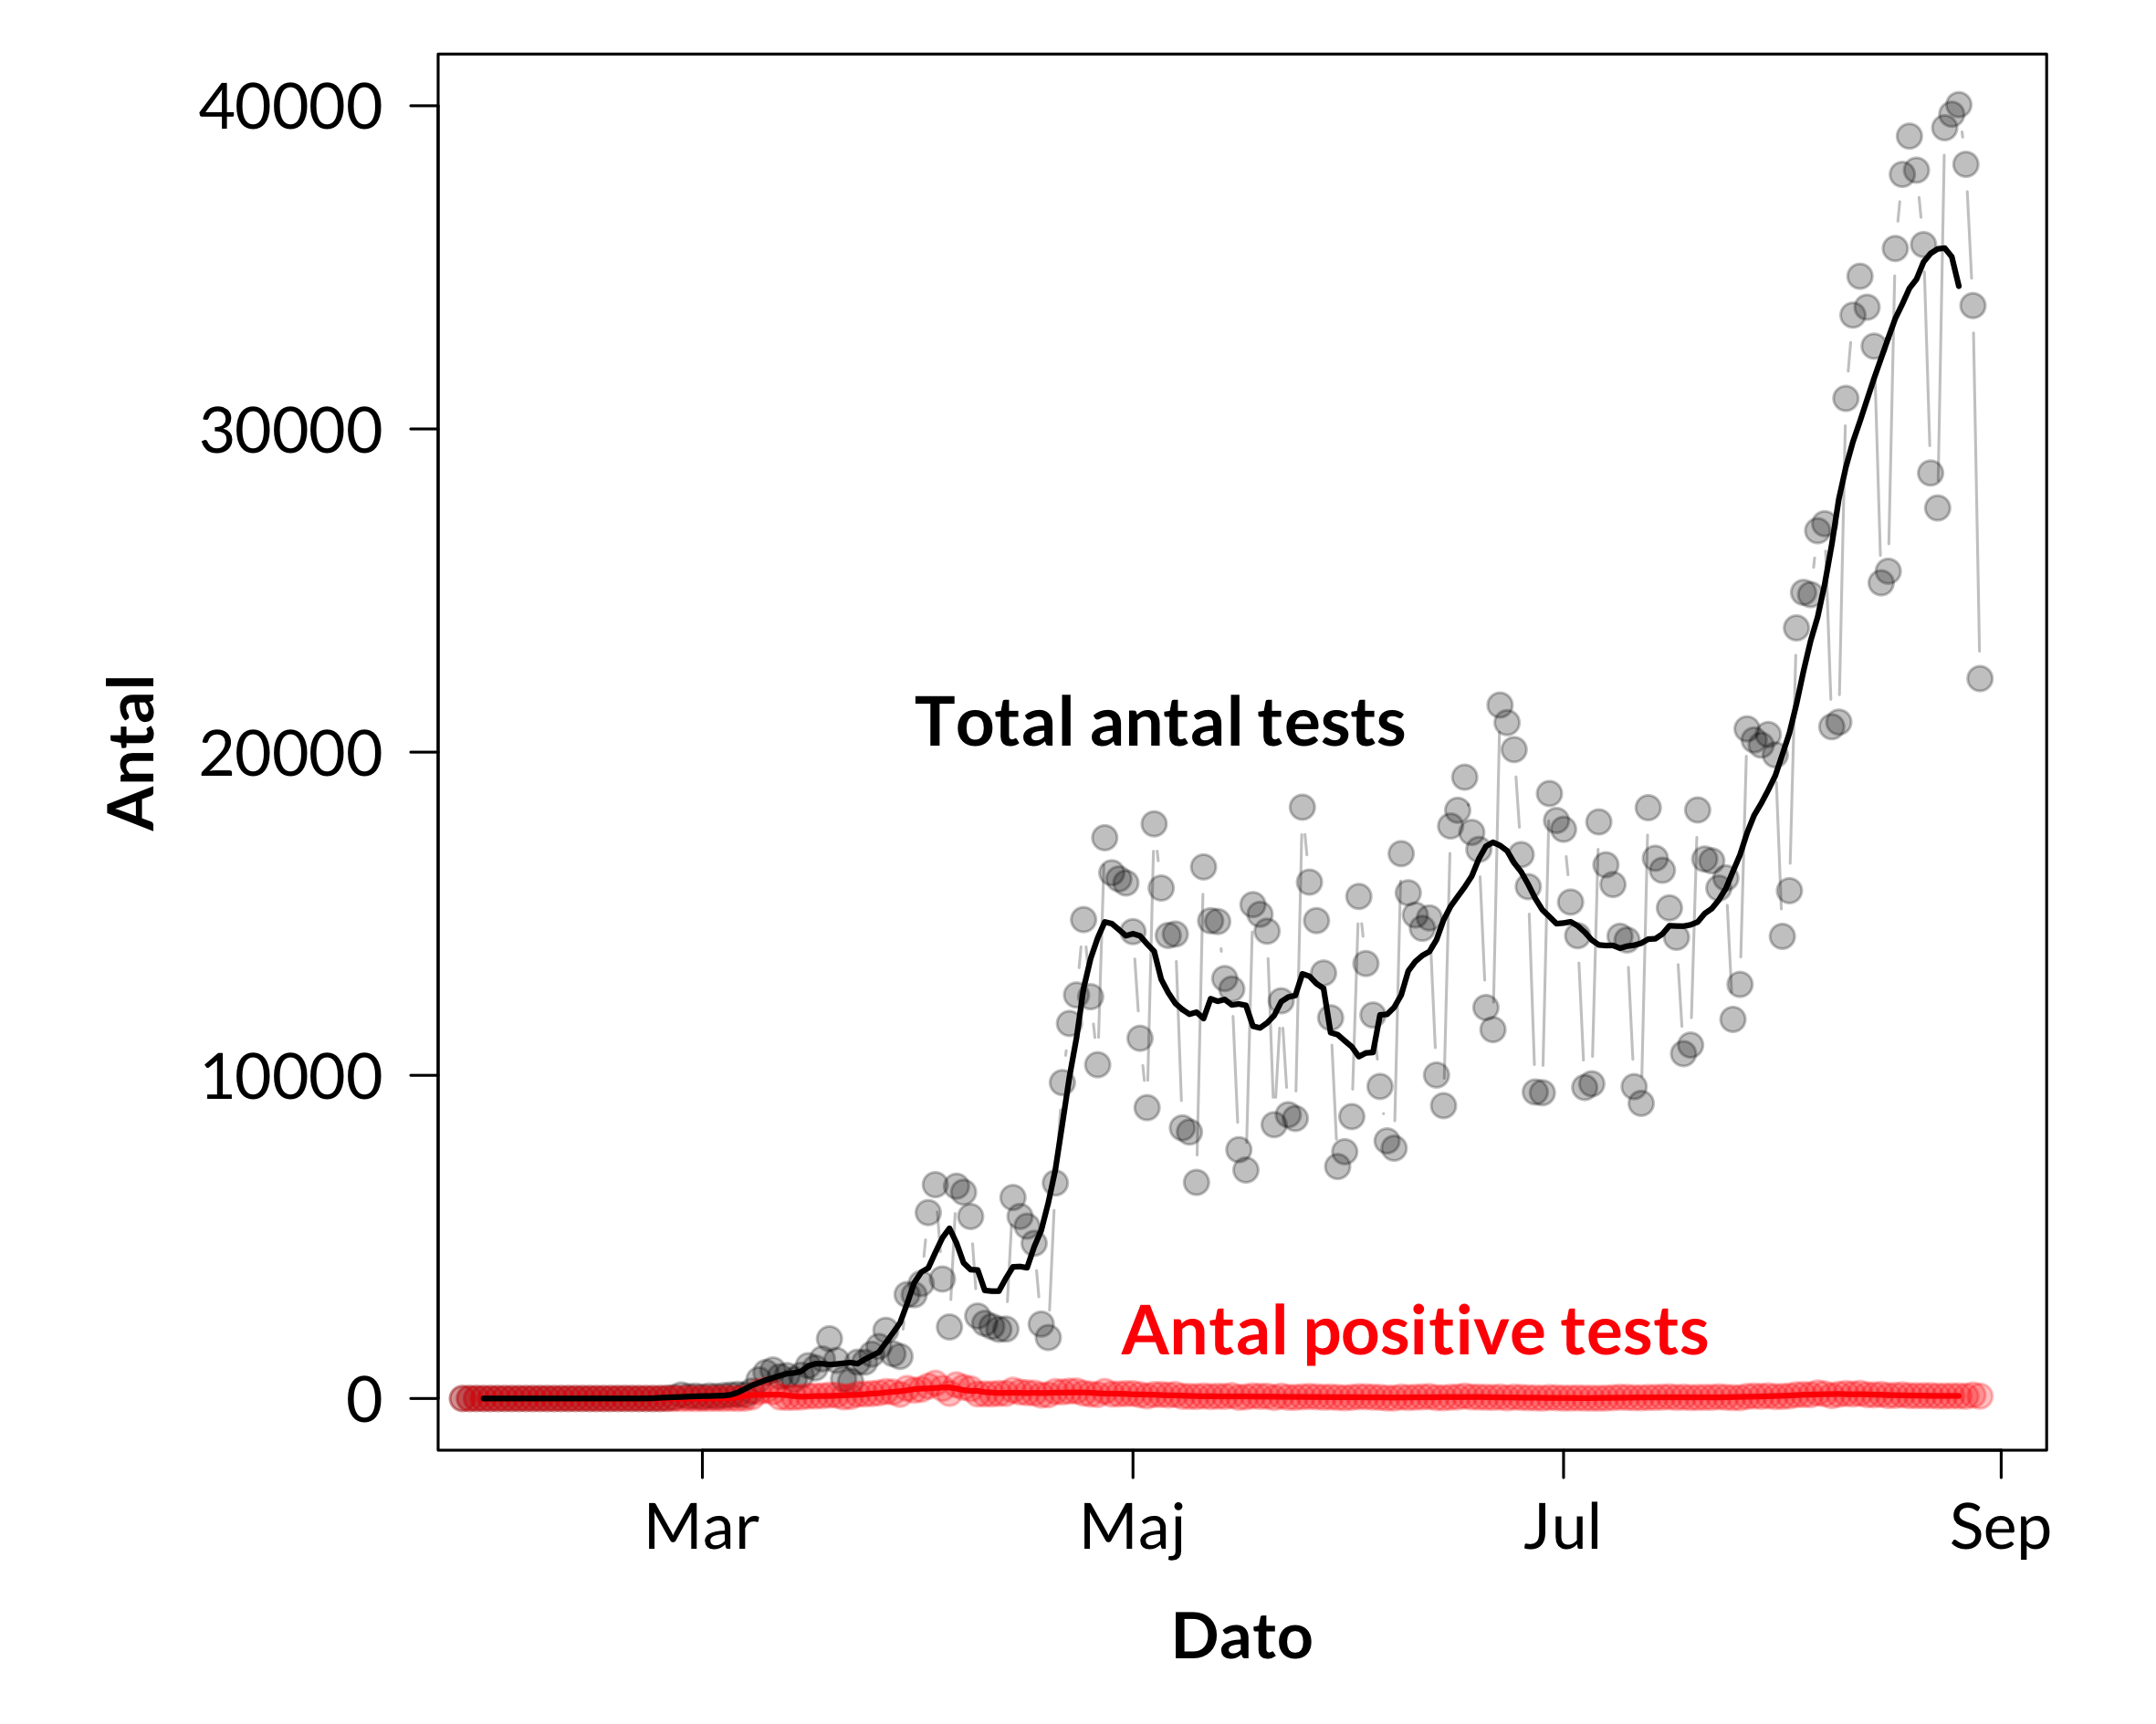 40000
30000
20000
10000
0
Antal
Total antal tests
Antal positive tests
Mar
Maj
Jul
Sep
Dato